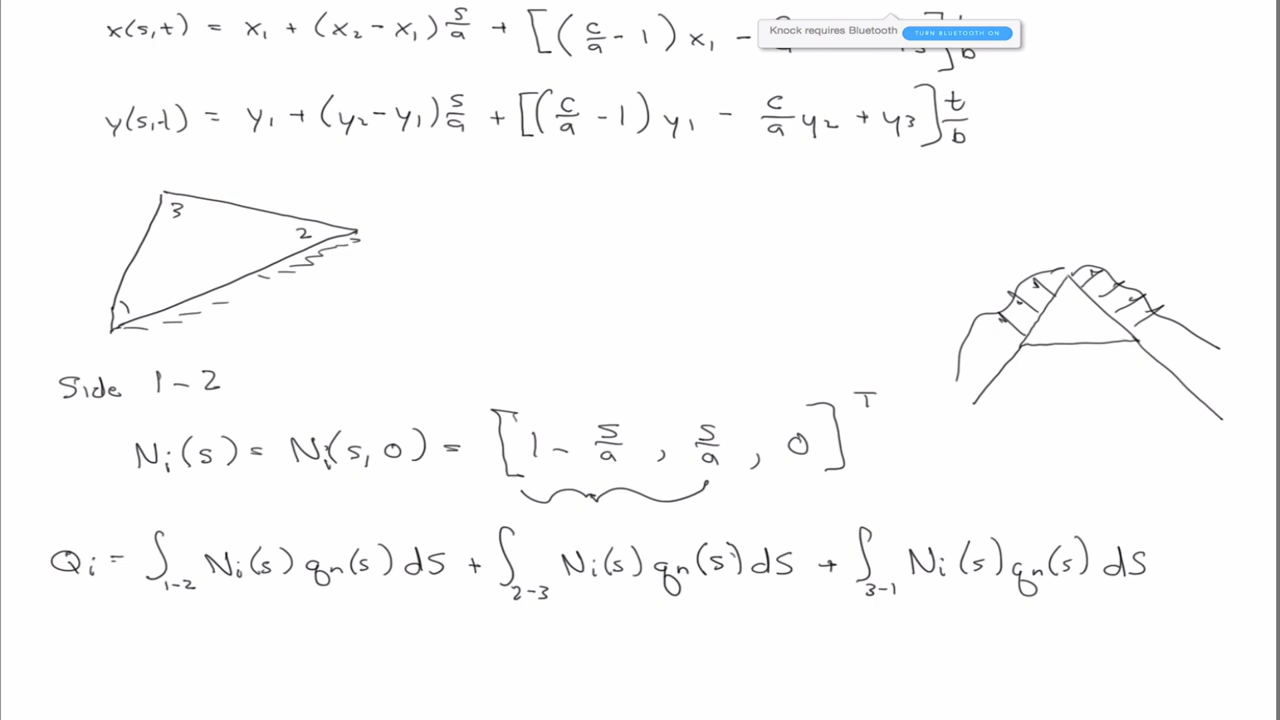 x(s,t) = x₁ + (x₂ − x₁) s/a + [(c/a − 1) x₁ −
Knock requires Bluetooth TURN BLUETOOTH ON
] t/b
y(s,t) = y₁ + (y₂ − y₁) s/a + [(c/a − 1) y₁ − c/a y₂ + y₃] t/b
3
2
1
Side 1 − 2
Nᵢ(s) = Nᵢ(s, 0) = [1 − s/a , s/a , 0]ᵀ
Qᵢ = ∫₁₋₂ Nᵢ(s) qₙ(s) dS + ∫₂₋₃ Nᵢ(s) qₙ(s) dS + ∫₃₋₁ Nᵢ(s) qₙ(s) dS